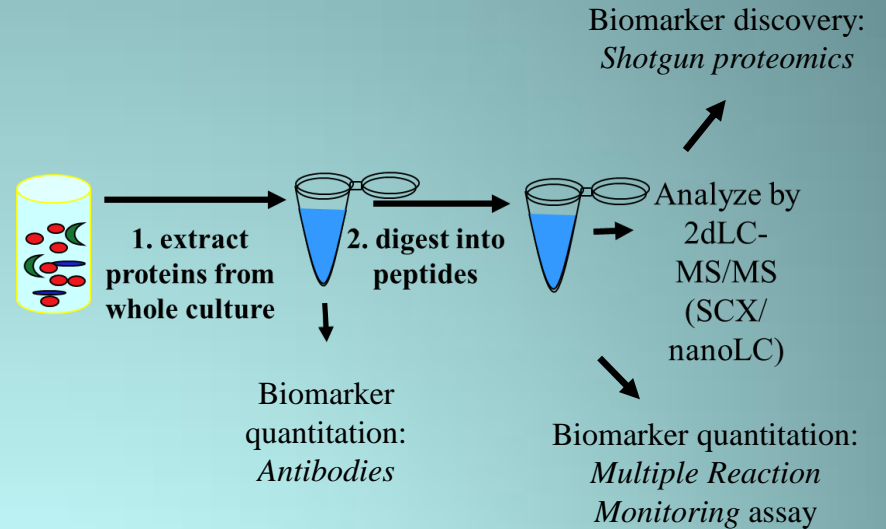 Biomarker discovery:
Shotgun proteomics
1. extract
proteins from
whole culture
2. digest into
peptides
Analyze by
2dLC-
MS/MS
(SCX/
nanoLC)
Biomarker
quantitation:
Antibodies
Biomarker quantitation:
Multiple Reaction
Monitoring assay